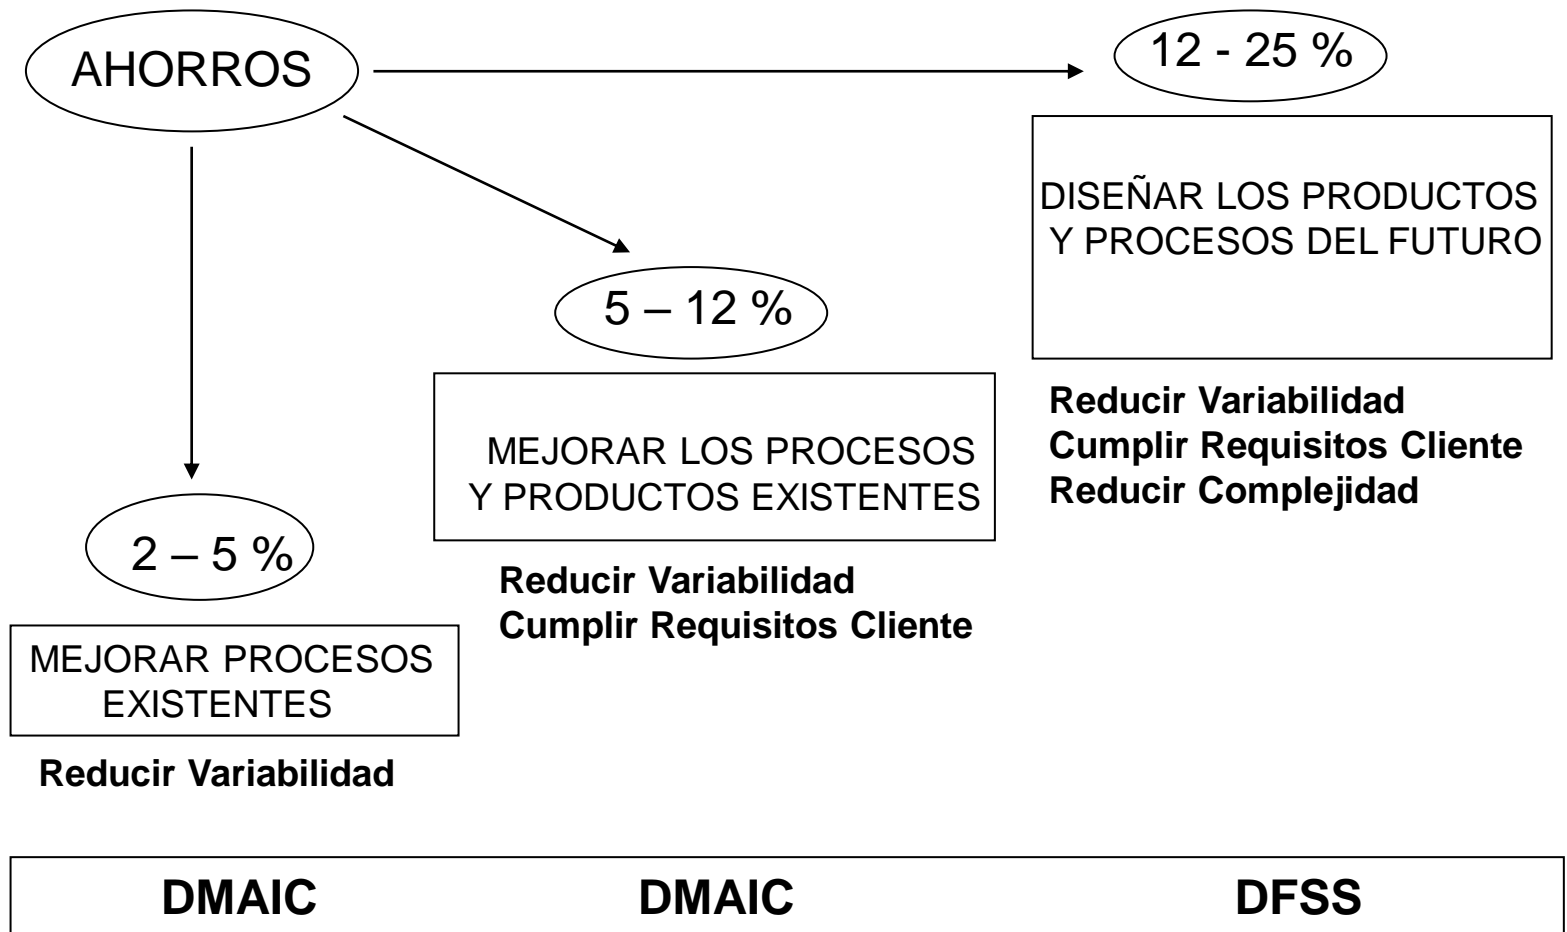 AHORROS
12 - 25 %
DISEÑAR LOS PRODUCTOS
Y PROCESOS DEL FUTURO
Reducir Variabilidad
Cumplir Requisitos Cliente
Reducir Complejidad
5 – 12 %
MEJORAR LOS PROCESOS
Y PRODUCTOS EXISTENTES
Reducir Variabilidad
Cumplir Requisitos Cliente
2 – 5 %
MEJORAR PROCESOS
EXISTENTES
Reducir Variabilidad
DMAIC DMAIC DFSS